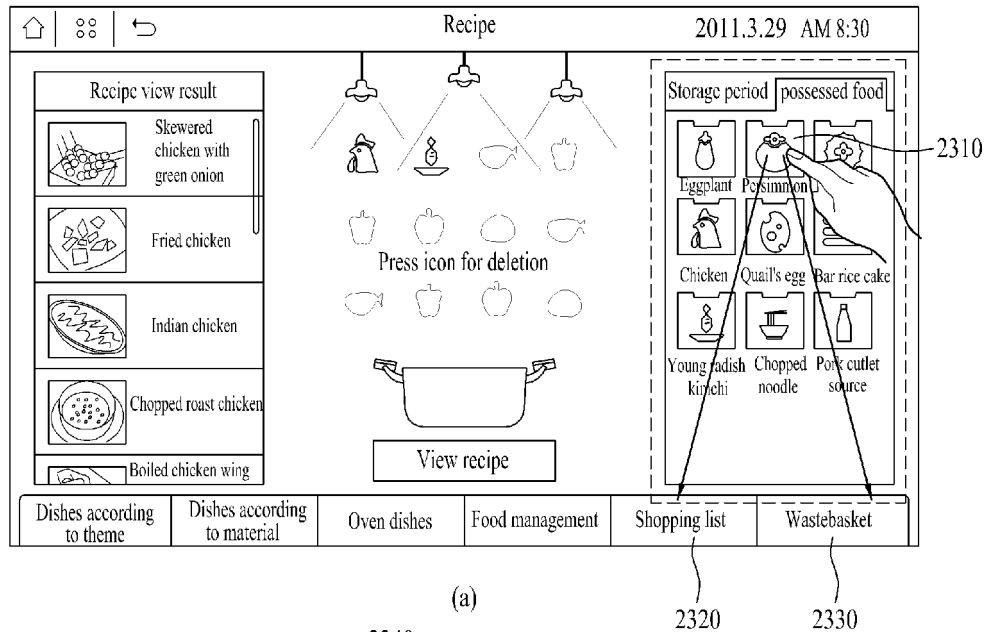 Recipe
2011.3.29 AM 8:30
Recipe view result
Skewered
chicken with
green onion
Fried chicken
Indian chicken
Chopped roast chicken
Boiled chicken wing
Press icon for deletion
View recipe
Storage period
possessed food
2310
Eggplant
Persimmon
Chicken
Quail's egg
Bar rice cake
Young radish
kimchi
Chopped
noodle
Pork cutlet
source
Dishes according
to theme
Dishes according
to material
Oven dishes
Food management
Shopping list
Wastebasket
(a)
2320
2330